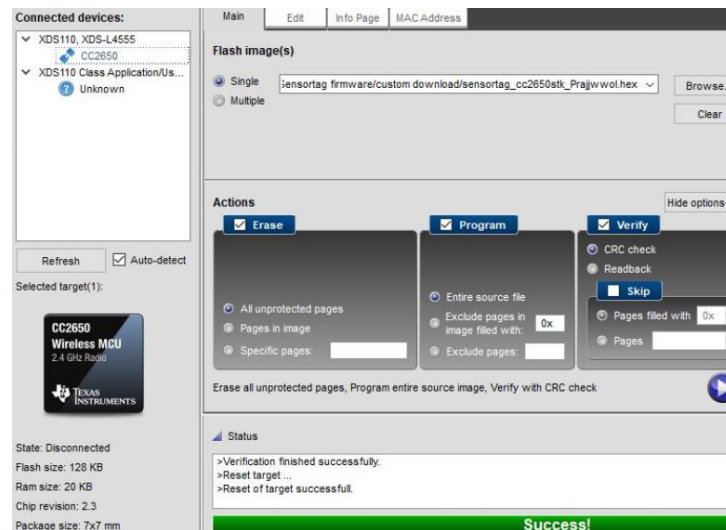 Connected devices:
XDS110, XDS-L4555
CC2650
XDS110 Class Application/Us...
Unknown
Refresh
Auto-detect
Selected target(1):
CC2650
Wireless MCU
2.4 GHz Radio
TEXAS
INSTRUMENTS
State: Disconnected
Flash size: 128 KB
Ram size: 20 KB
Chip revision: 2.3
Package size: 7x7 mm
Main
Edit
Info Page
MAC Address
Flash image(s)
Single
Sensortag firmware/custom download/sensortag_cc2650stk_Prajjwwol.hex
Browse.
Multiple
Clear
Actions
Hide options
Erase
All unprotected pages
Pages in image
Specific pages:
Program
Entire source file
Exclude pages in
image filled with:
0x
Exclude pages:
Verify
CRC check
Readback
Skip
Pages filled with
0x
Pages
Erase all unprotected pages, Program entire source image, Verify with CRC check
Status
>Verification finished successfully.
>Reset target ...
>Reset of target successfull.
Success!